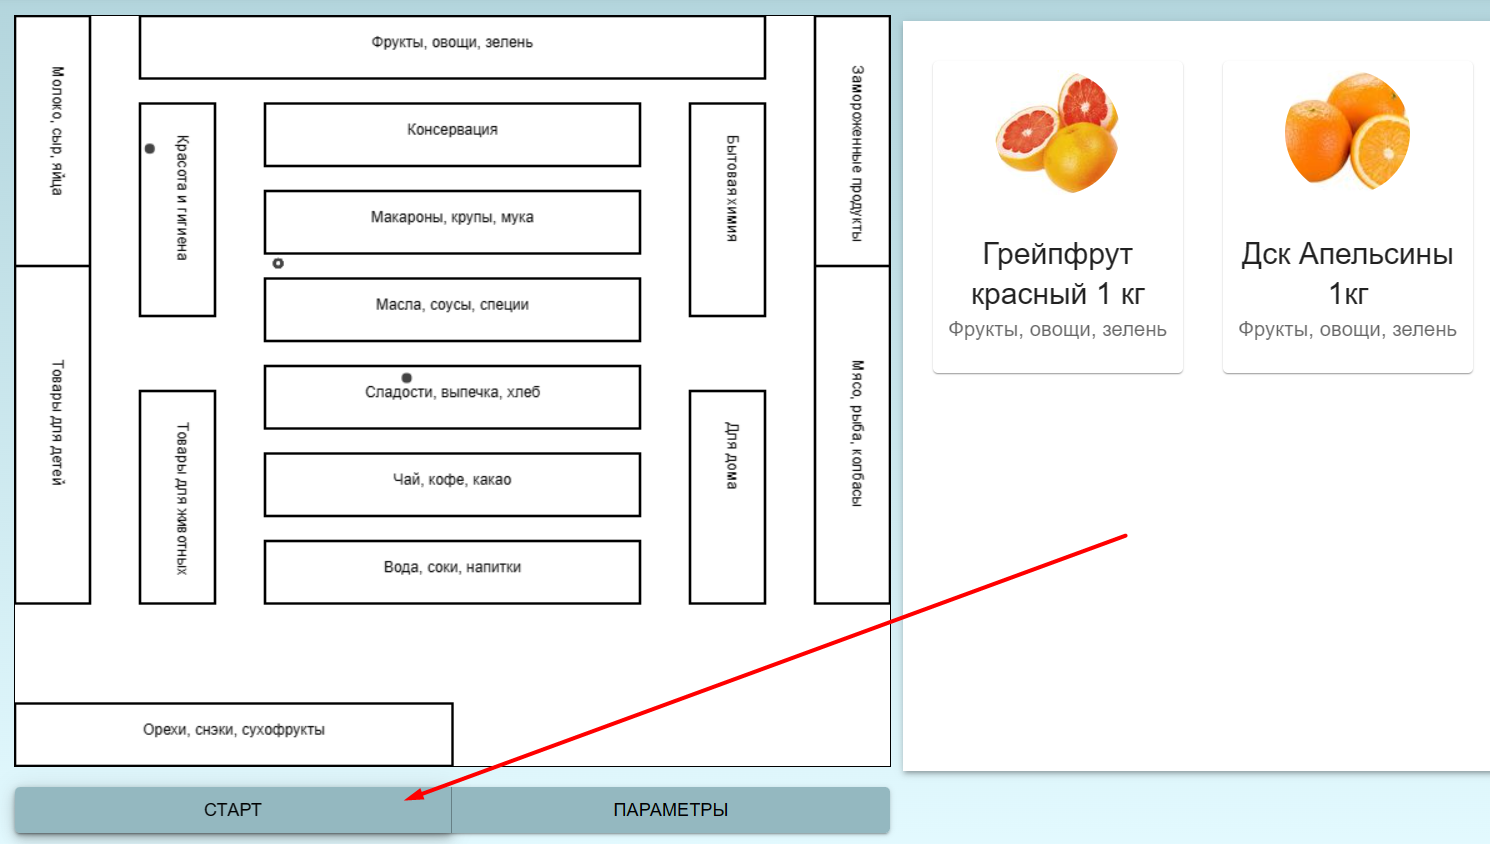 Фрукты, овощи, зелень
Молоко, сыр, яйца
Замороженные продукты
Красота и гигиена
Консервация
Бытовая химия
Макароны, крупы, мука
Масла, соусы, специи
Сладости, выпечка, хлеб
Товары для детей
Мясо, рыба, колбасы
Товары для животных
Для дома
Чай, кофе, какао
Вода, соки, напитки
Орехи, снэки, сухофрукты
СТАРТ
ПАРАМЕТРЫ
Грейпфрут
красный 1 кг
Фрукты, овощи, зелень
Дск Апельсины
1кг
Фрукты, овощи, зелень